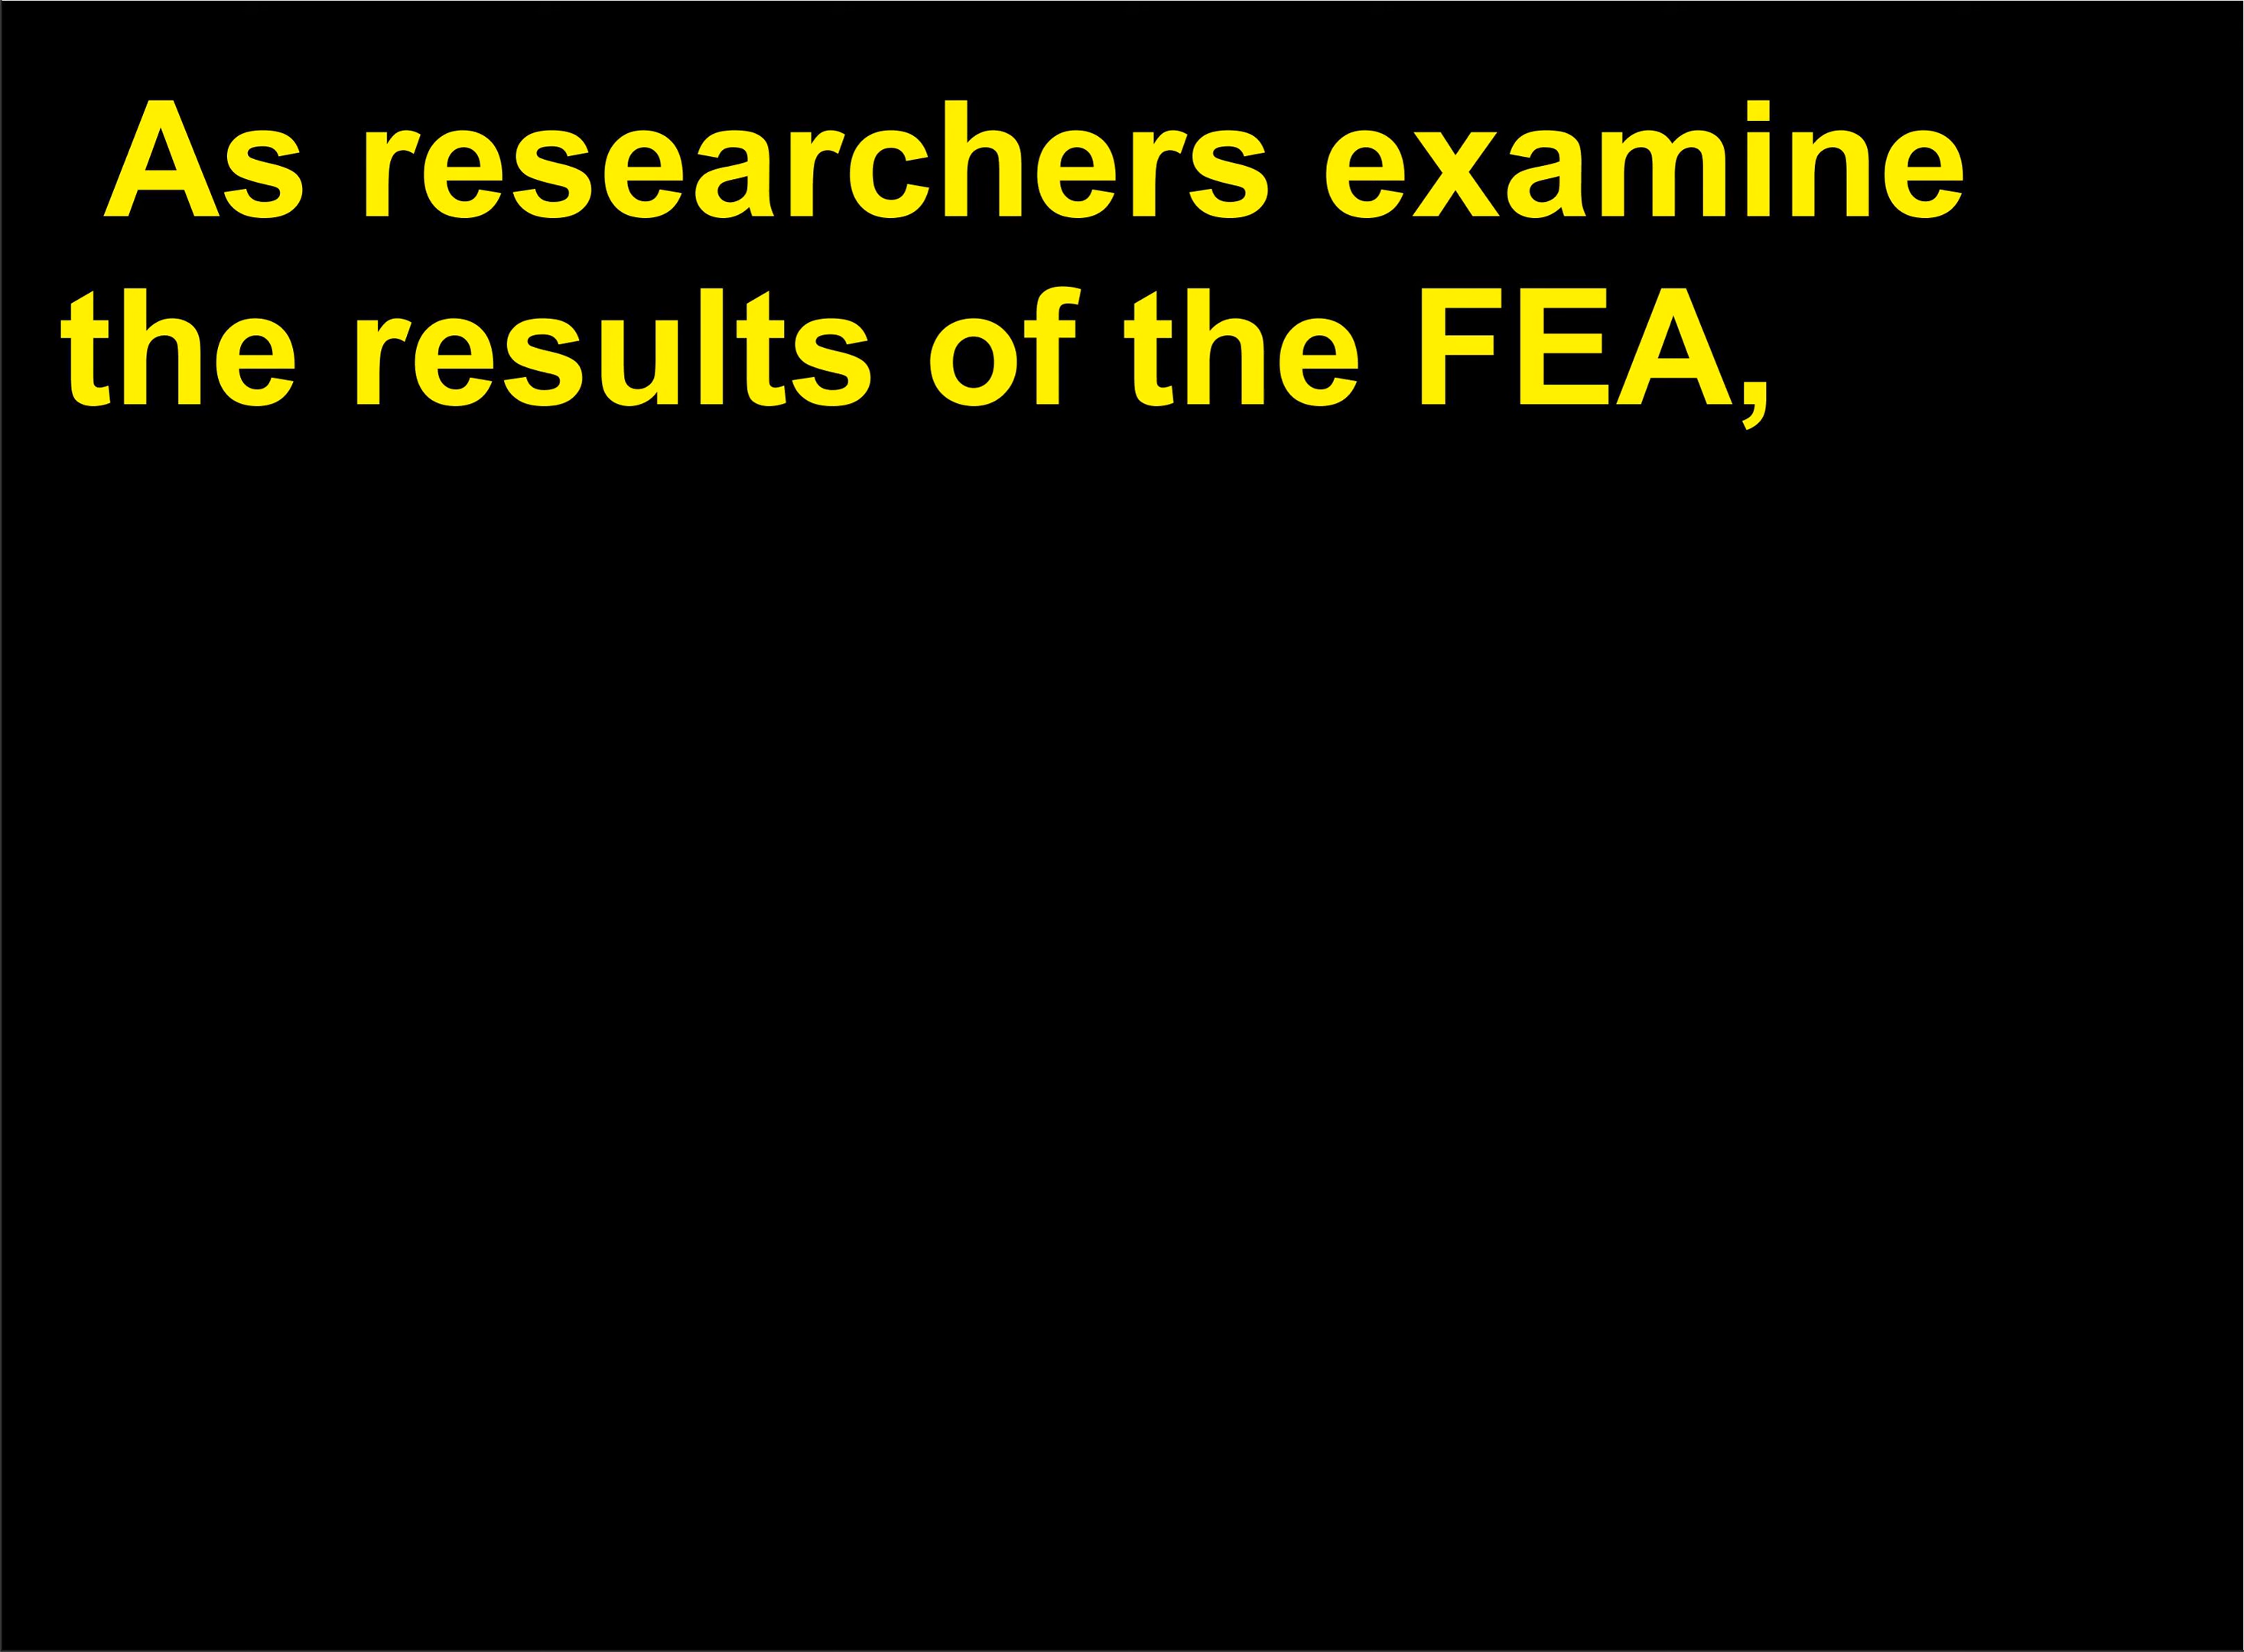 As researchers examine
the results of the FEA,